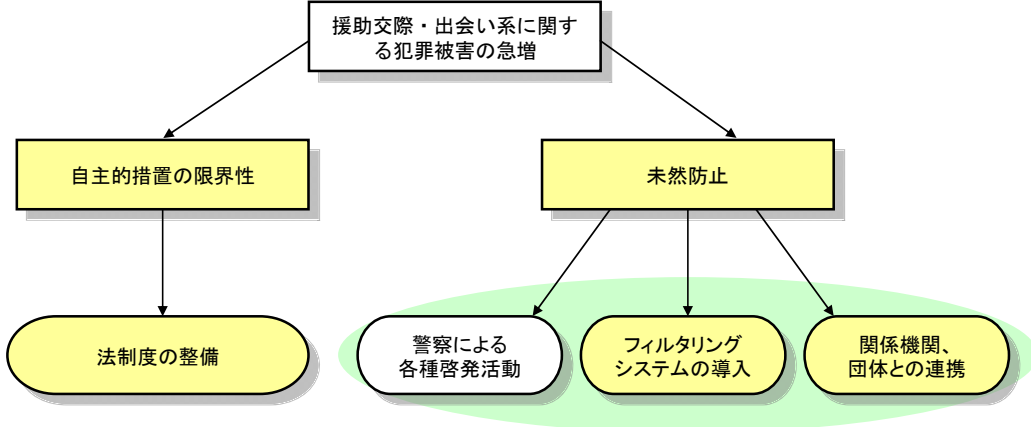 援助交際・出会い系に関す
る犯罪被害の急増
自主的措置の限界性
未然防止
法制度の整備
警察による
各種啓発活動
フィルタリング
システムの導入
関係機関、
団体との連携